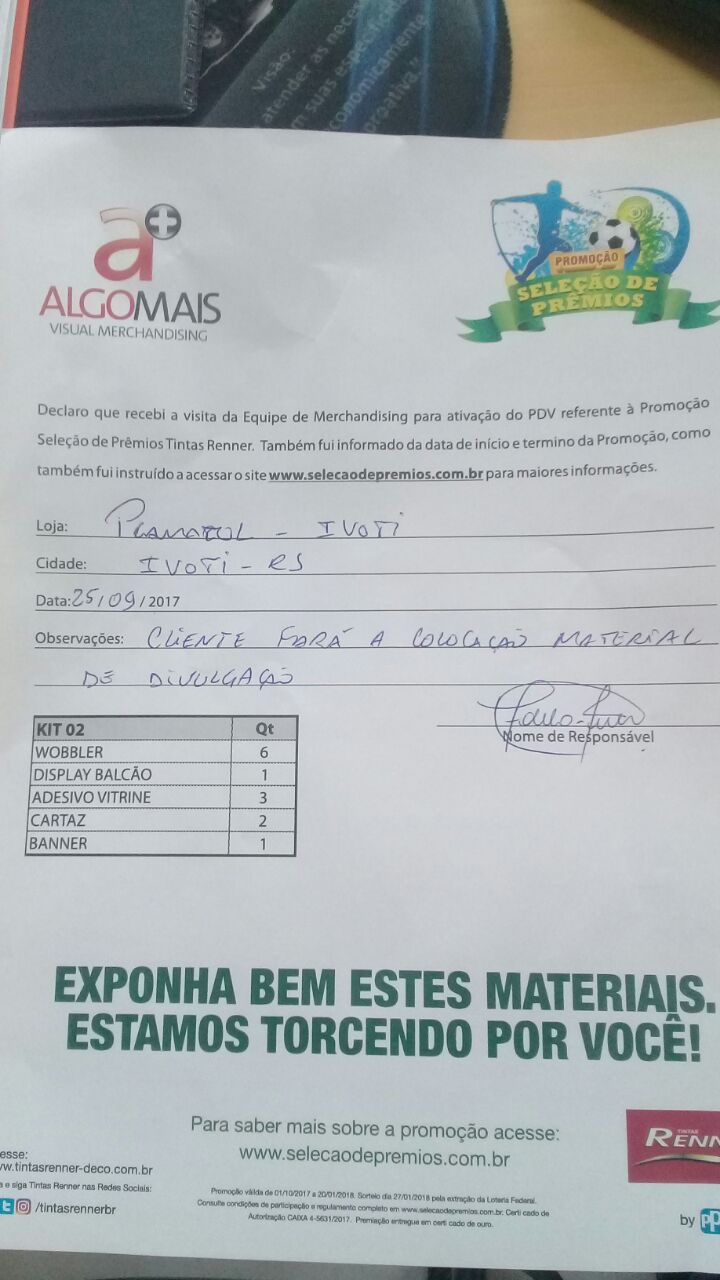 Visão:
atender as neces
m suas especific
conomicamente
proativa."
a+
ALGOMAIS
VISUAL MERCHANDISING
PROMOÇÃO
SELEÇÃO DE
PRÊMIOS
Declaro que recebi a visita da Equipe de Merchandising para ativação do PDV referente à Promoção
Seleção de Prêmios Tintas Renner. Também fui informado da data de início e termino da Promoção, como
também fui instruído a acessar o site www.selecaodepremios.com.br para maiores informações.
Loja: PLAMATOL - IVOTI
Cidade: IVOTI - RS
Data: 25/09/2017
Observações: CLIENTE FARÁ A COLOCAÇÃO MATERIAL
DE DIVULGAÇÃO
Nome de Responsável
KIT 02 Qt
WOBBLER 6
DISPLAY BALCÃO 1
ADESIVO VITRINE 3
CARTAZ 2
BANNER 1
EXPONHA BEM ESTES MATERIAIS.
ESTAMOS TORCENDO POR VOCÊ!
Para saber mais sobre a promoção acesse:
www.selecaodepremios.com.br
esse:
w.tintasrenner-deco.com.br
a e siga Tintas Renner nas Redes Sociais:
/tintasrennerbr
Promoção válida de 01/10/2017 a 20/01/2018. Sorteio dia 27/01/2018 pela extração da Loteria Federal.
Consulte condições de participação e regulamento completo em www.selecaodepremios.com.br. Certi cado de
Autorização CAIXA 4-5631/2017. Premiação entregue em certi cado de ouro.
TINTAS
RENN
by pp